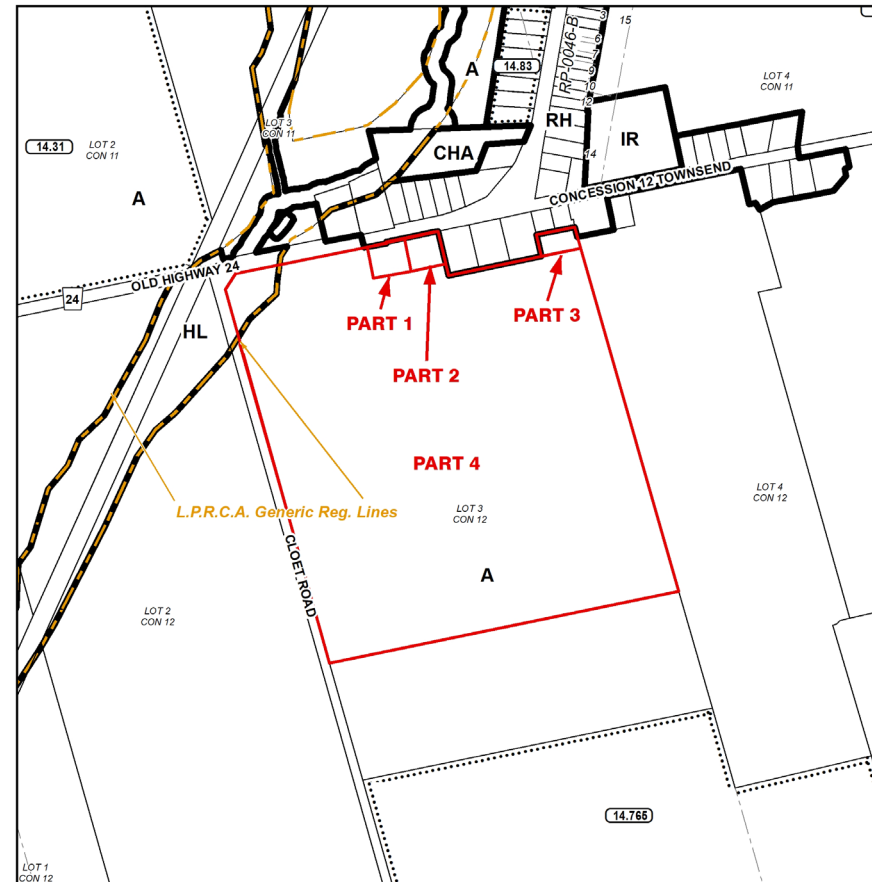 3
15
6
7
9
10
12
14
RP-0046-B
14.83
A
RH
IR
LOT 4
CON 11
LOT 3
CON 11
14.31
LOT 2
CON 11
A
CHA
CONCESSION 12 TOWNSEND
OLD HIGHWAY 24
24
HL
PART 1
PART 3
PART 2
PART 4
L.P.R.C.A. Generic Reg. Lines
LOT 3
CON 12
LOT 4
CON 12
A
CLOET ROAD
LOT 2
CON 12
14.765
LOT 1
CON 12